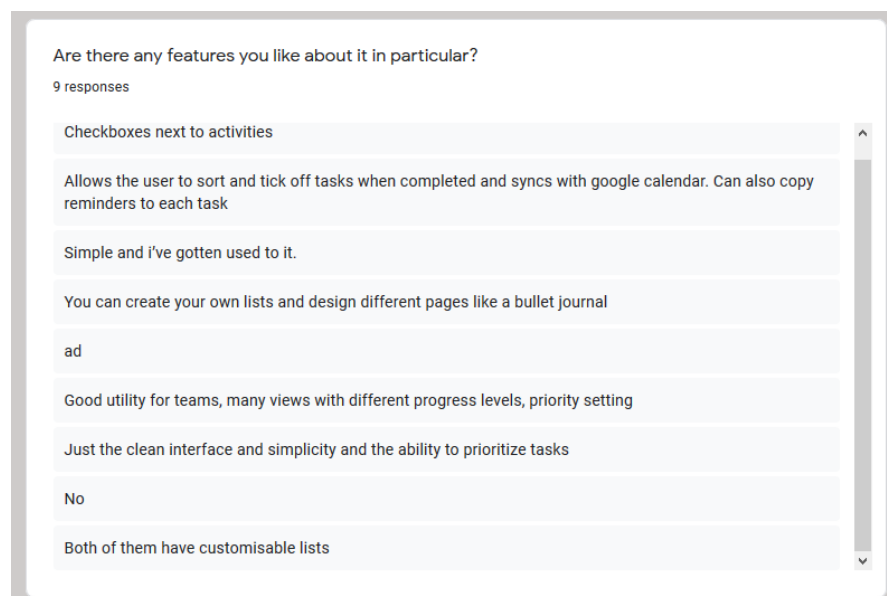 Are there any features you like about it in particular?
9 responses
Checkboxes next to activities
Allows the user to sort and tick off tasks when completed and syncs with google calendar. Can also copy
reminders to each task
Simple and i've gotten used to it.
You can create your own lists and design different pages like a bullet journal
ad
Good utility for teams, many views with different progress levels, priority setting
Just the clean interface and simplicity and the ability to prioritize tasks
No
Both of them have customisable lists